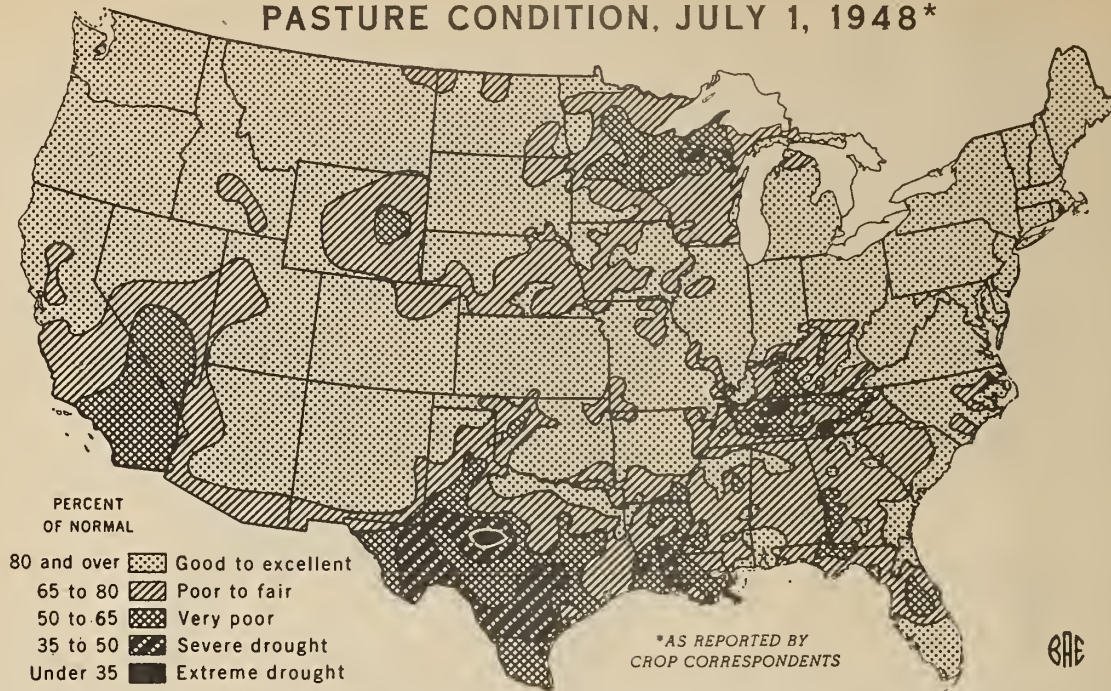 PASTURE CONDITION, JULY 1, 1948*
PERCENT
OF NORMAL
80 and over Good to excellent
65 to 80 Poor to fair
50 to 65 Very poor
35 to 50 Severe drought
Under 35 Extreme drought
*AS REPORTED BY
CROP CORRESPONDENTS
BAE